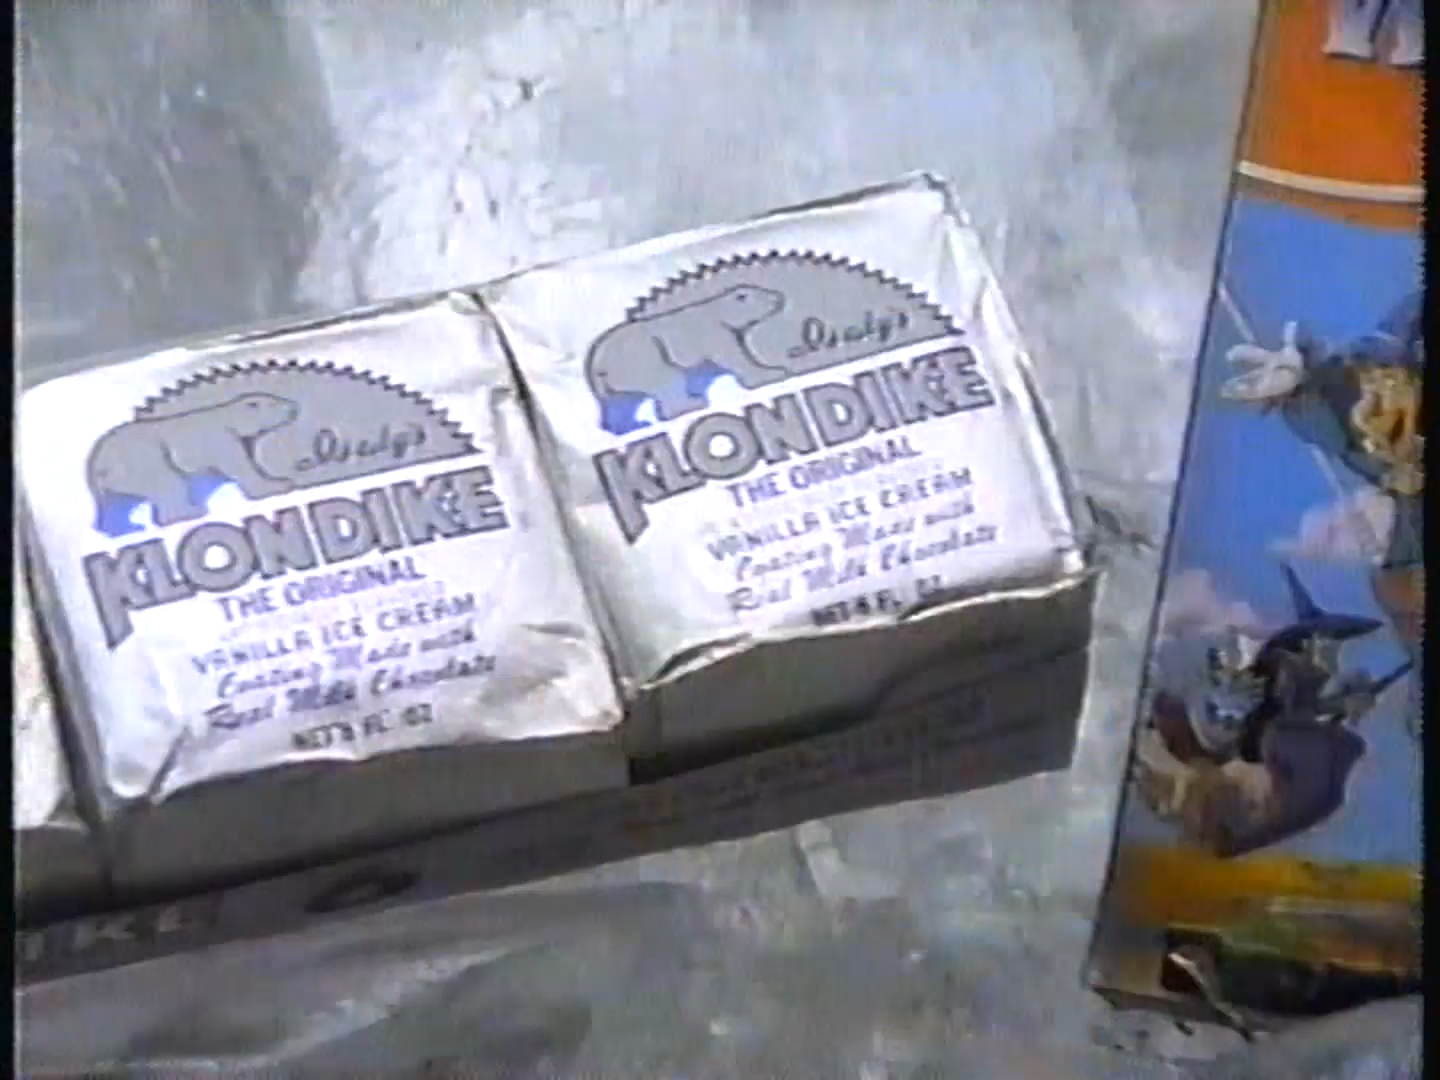 Isaly's
KLONDIKE
THE ORIGINAL
VANILLA ICE CREAM
Coating Made with
Real Milk Chocolate
NET 5 FL. OZ.
Isaly's
KLONDIKE
THE ORIGINAL
VANILLA ICE CREAM
Coating Made with
Real Milk Chocolate